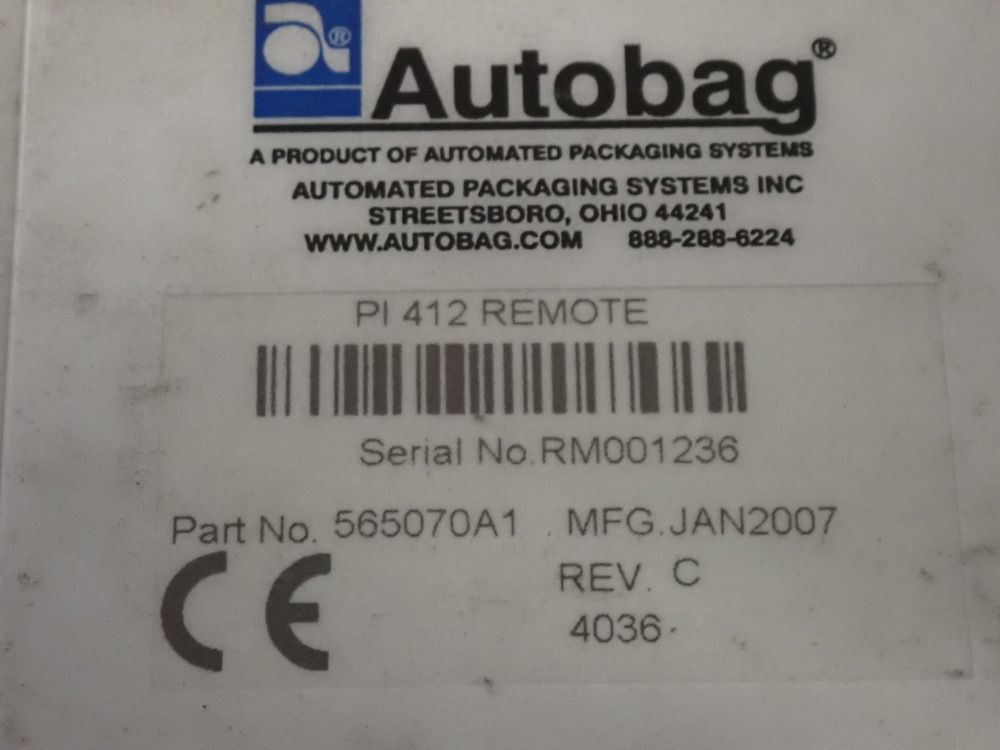 a®
Autobag®
A PRODUCT OF AUTOMATED PACKAGING SYSTEMS
AUTOMATED PACKAGING SYSTEMS INC
STREETSBORO, OHIO 44241
WWW.AUTOBAG.COM 888-288-6224
PI 412 REMOTE
Serial No.RM001236
Part No. 565070A1 . MFG.JAN2007
REV. C
CE 4036.